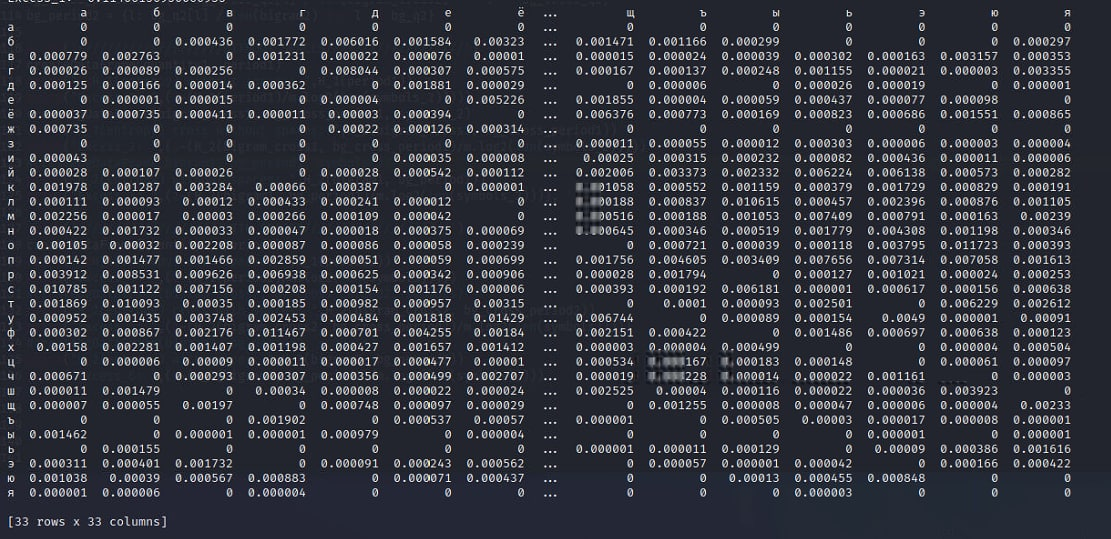 а б в г д е ё ... щ ъ ы ь э ю я
а 0 0 0 0 0 0 0 ... 0 0 0 0 0 0 0
б 0 0 0.000436 0.001772 0.006016 0.001584 0.00323 ... 0.001471 0.001166 0.000299 0 0 0 0.000297
в 0.000779 0.002763 0 0.001231 0.000022 0.000076 0.00001 ... 0.000015 0.000024 0.000039 0.000302 0.000163 0.003157 0.000353
г 0.000026 0.000089 0.000256 0 0.008044 0.000307 0.000575 ... 0.000167 0.000137 0.000248 0.001155 0.000021 0.000003 0.003355
д 0.000125 0.000166 0.000014 0.000362 0 0.001881 0.000029 ... 0 0.000006 0 0.000026 0.000019 0 0.000001
е 0 0.000001 0.000015 0 0.000004 0 0.005226 ... 0.001855 0.000004 0.000059 0.000437 0.000077 0.000098 0
ё 0.000037 0.000735 0.000411 0.000011 0.00003 0.000394 0 ... 0.006376 0.000773 0.000169 0.000823 0.000686 0.001551 0.000865
ж 0.000735 0 0 0 0.00022 0.000126 0.000314 ... 0 0 0 0 0 0 0
з 0 0 0 0 0 0 0 ... 0.000011 0.000055 0.000012 0.000303 0.000006 0.000003 0.000004
и 0.000043 0 0 0 0 0.000035 0.000008 ... 0.00025 0.000315 0.000232 0.000082 0.000436 0.000011 0.000006
й 0.000028 0.000107 0.000026 0 0.000028 0.000542 0.000112 ... 0.002006 0.003373 0.002332 0.006224 0.006138 0.000573 0.000282
к 0.001978 0.001287 0.003284 0.00066 0.000387 0 0.000001 ... 0.000552 0.001159 0.000379 0.001729 0.000829 0.000191
л 0.000111 0.000093 0.00012 0.000433 0.000241 0.000012 0 ... 0.000837 0.010615 0.000457 0.002396 0.000876 0.001105
м 0.002256 0.000017 0.00003 0.000266 0.000109 0.000042 0 ... 0.000188 0.001053 0.007409 0.000791 0.000163 0.00239
н 0.000422 0.001732 0.000033 0.000047 0.000018 0.000375 0.000069 ... 0.000346 0.000519 0.001779 0.004308 0.001198 0.000346
о 0.00105 0.00032 0.002208 0.000087 0.000086 0.000058 0.000239 ... 0 0.000721 0.000039 0.000118 0.003795 0.011723 0.000393
п 0.000142 0.001477 0.001466 0.002859 0.000051 0.000059 0.000699 ... 0.001756 0.004605 0.003409 0.007656 0.007314 0.007058 0.001613
р 0.003912 0.008531 0.009626 0.006938 0.000625 0.000342 0.000906 ... 0.000028 0.001794 0 0.000127 0.001021 0.000024 0.000253
с 0.010785 0.001122 0.007156 0.000208 0.000154 0.001176 0.000006 ... 0.000393 0.000192 0.006181 0.000001 0.000617 0.000156 0.000638
т 0.001869 0.010093 0.00035 0.000185 0.000982 0.000957 0.00315 ... 0 0.0001 0.000093 0.002501 0 0.006229 0.002612
у 0.000952 0.001435 0.003748 0.002453 0.000484 0.001818 0.01429 ... 0.006744 0 0.000089 0.000154 0.0049 0.000001 0.00091
ф 0.000302 0.000867 0.002176 0.011467 0.000701 0.004255 0.00184 ... 0.002151 0.000422 0 0.001486 0.000697 0.000638 0.000123
х 0.00158 0.002281 0.001407 0.001198 0.000427 0.001657 0.001412 ... 0.000003 0.000004 0.000499 0 0 0.000004 0.000504
ц 0 0.000006 0.00009 0.000011 0.000017 0.000477 0.00001 ... 0.000534 0.000148 0 0.000061 0.000097
ч 0.000671 0 0.000293 0.000307 0.000356 0.000499 0.002707 ... 0.000019 0.000022 0.001161 0 0.000003
ш 0.000011 0.001479 0 0.00034 0.000008 0.000022 0.000024 ... 0.002525 0.00004 0.000116 0.000022 0.000036 0.003923 0
щ 0.000007 0.000055 0.00197 0 0.000748 0.000097 0.000029 ... 0 0.001255 0.000008 0.000047 0.000006 0.000004 0.00233
ъ 0 0 0 0.001902 0 0.000537 0.00057 ... 0.000001 0 0.000505 0.00003 0.000017 0.000008 0.000001
ы 0.001462 0 0.000001 0.000001 0.000979 0 0.000004 ... 0 0 0 0 0.000001 0 0.000001
ь 0 0.000155 0 0 0 0 0 ... 0.000001 0.000011 0.000129 0 0.00009 0.000386 0.001616
э 0.000311 0.000401 0.001732 0 0.000091 0.000243 0.000562 ... 0 0.000057 0.000001 0.000042 0 0.000166 0.000422
ю 0.001038 0.00039 0.000567 0.000883 0 0.000071 0.000437 ... 0 0 0.00013 0.000455 0.000848 0 0
я 0.000001 0.000006 0 0.000004 0 0 0 ... 0 0 0 0.000003 0 0 0
[33 rows x 33 columns]